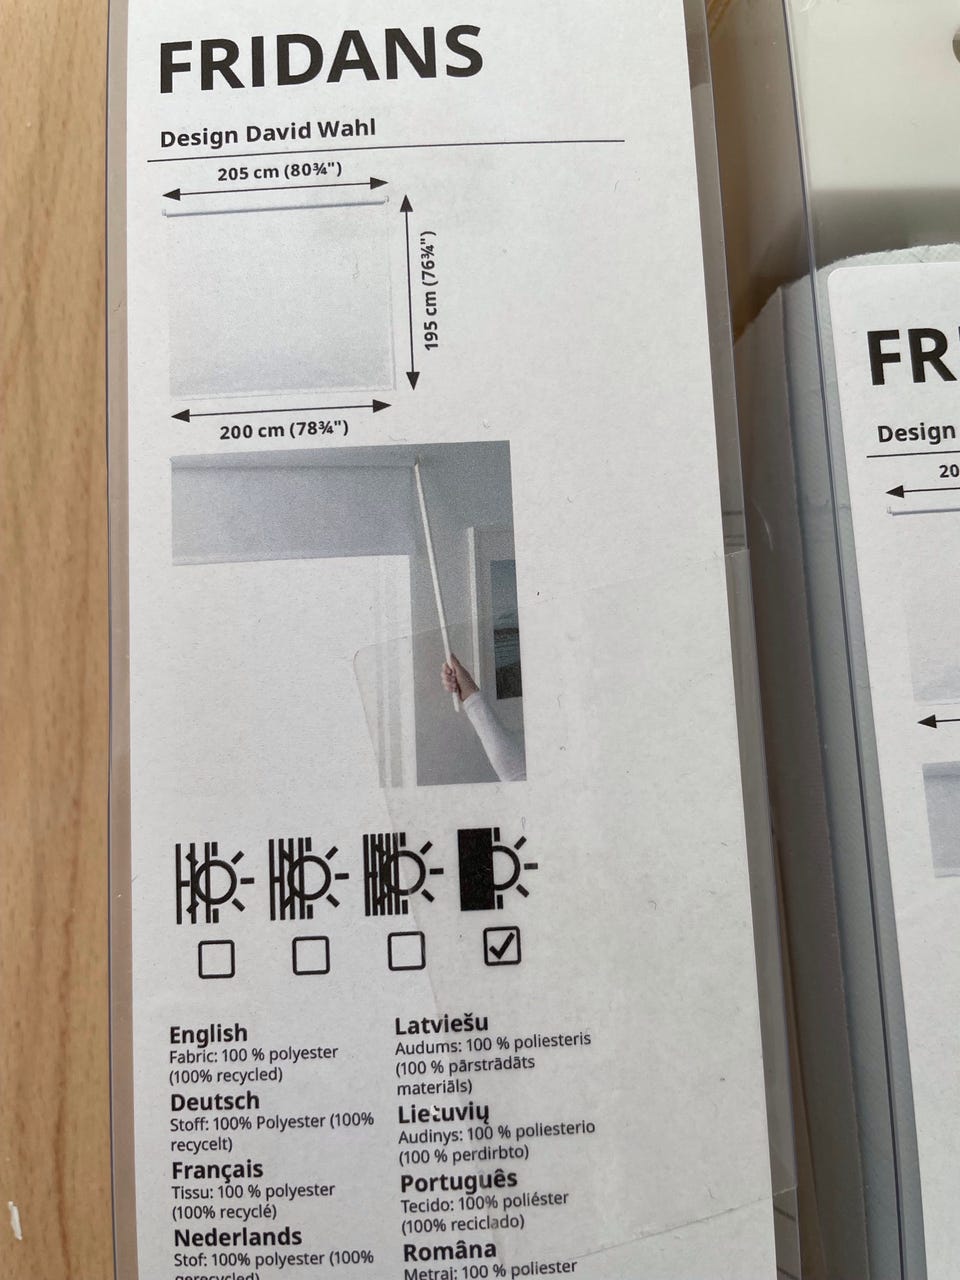 FRIDANS
Design David Wahl
205 cm (80¾")
195 cm (76¾")
200 cm (78¾")
English
Fabric: 100 % polyester
(100% recycled)
Deutsch
Stoff: 100% Polyester (100%
recycelt)
Français
Tissu: 100 % polyester
(100% recyclé)
Nederlands
Stof: 100% polyester (100%
gerecycled)
Latviešu
Audums: 100 % poliesteris
(100 % pārstrādāts
materiāls)
Lietuvių
Audinys: 100 % poliesterio
(100 % perdirbto)
Português
Tecido: 100% poliéster
(100% reciclado)
Româna
Metraj: 100 % poliester
FR
Design
20